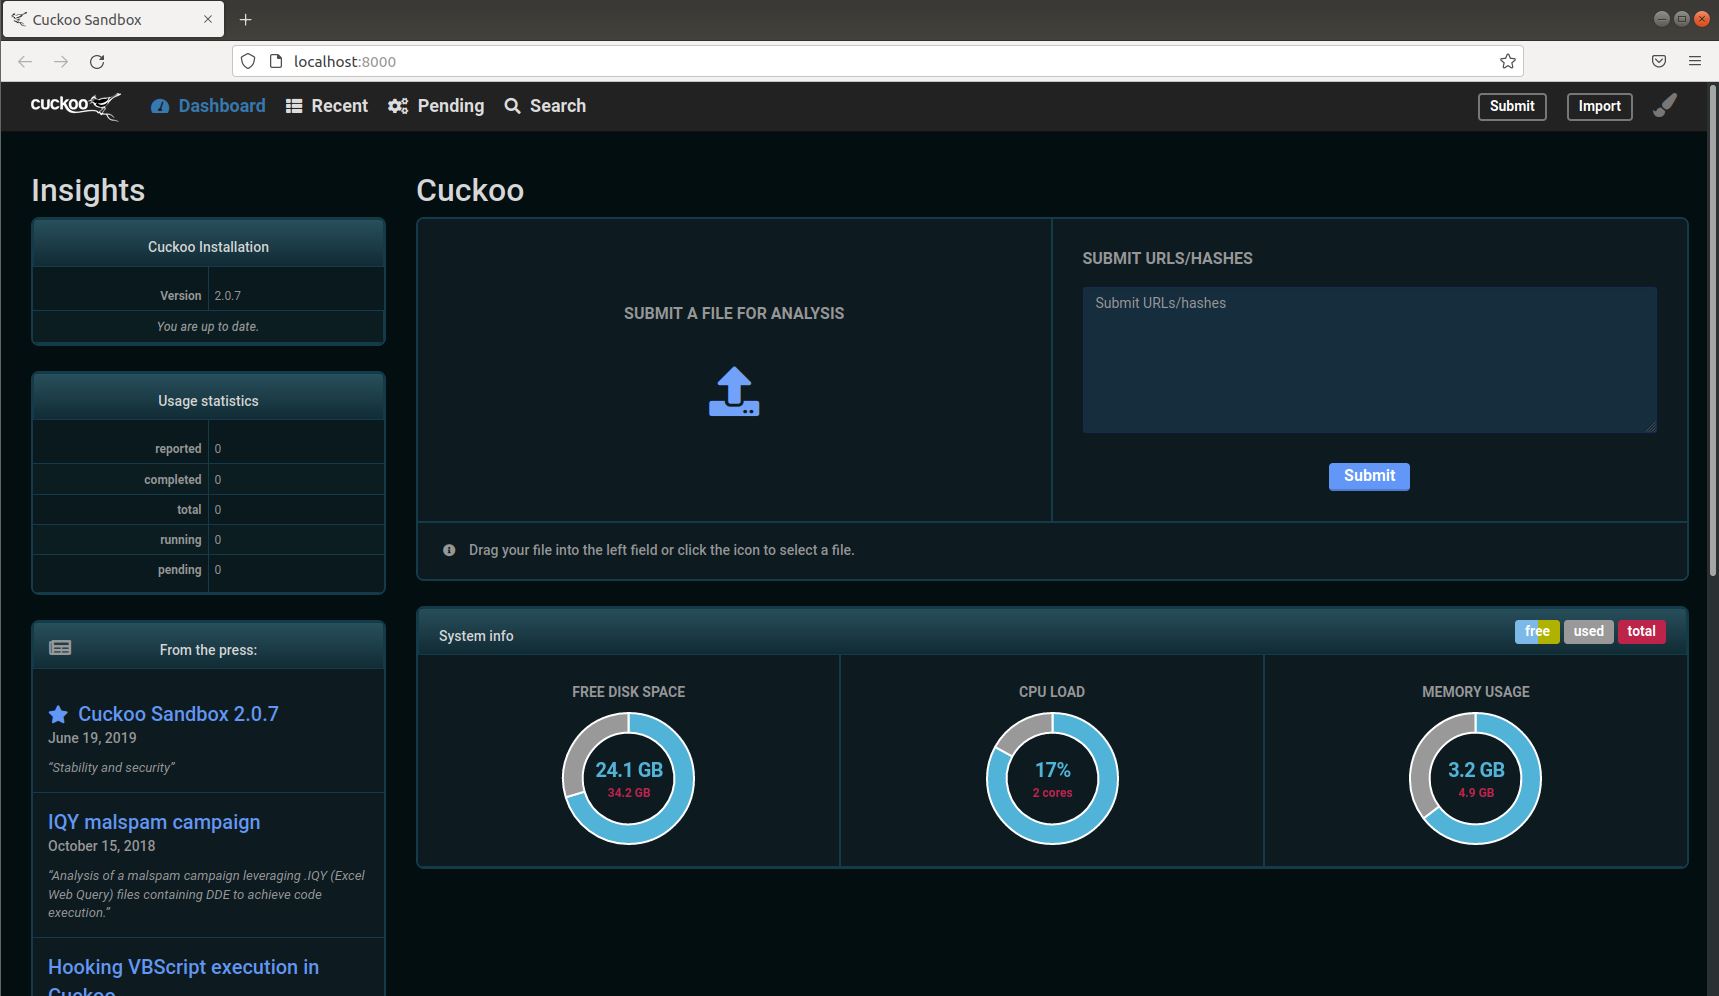 Cuckoo Sandbox
localhost:8000
cuckoo
Dashboard
Recent
Pending
Search
Submit
Import
Insights
Cuckoo Installation
Version 2.0.7
You are up to date.
Usage statistics
reported 0
completed 0
total 0
running 0
pending 0
From the press:
Cuckoo Sandbox 2.0.7
June 19, 2019
“Stability and security”
IQY malspam campaign
October 15, 2018
“Analysis of a malspam campaign leveraging .IQY (Excel
Web Query) files containing DDE to achieve code
execution.”
Hooking VBScript execution in
Cuckoo
Cuckoo
SUBMIT A FILE FOR ANALYSIS
SUBMIT URLS/HASHES
Submit URLs/hashes
Submit
Drag your file into the left field or click the icon to select a file.
System info
free
used
total
FREE DISK SPACE
24.1 GB
34.2 GB
CPU LOAD
17%
2 cores
MEMORY USAGE
3.2 GB
4.9 GB